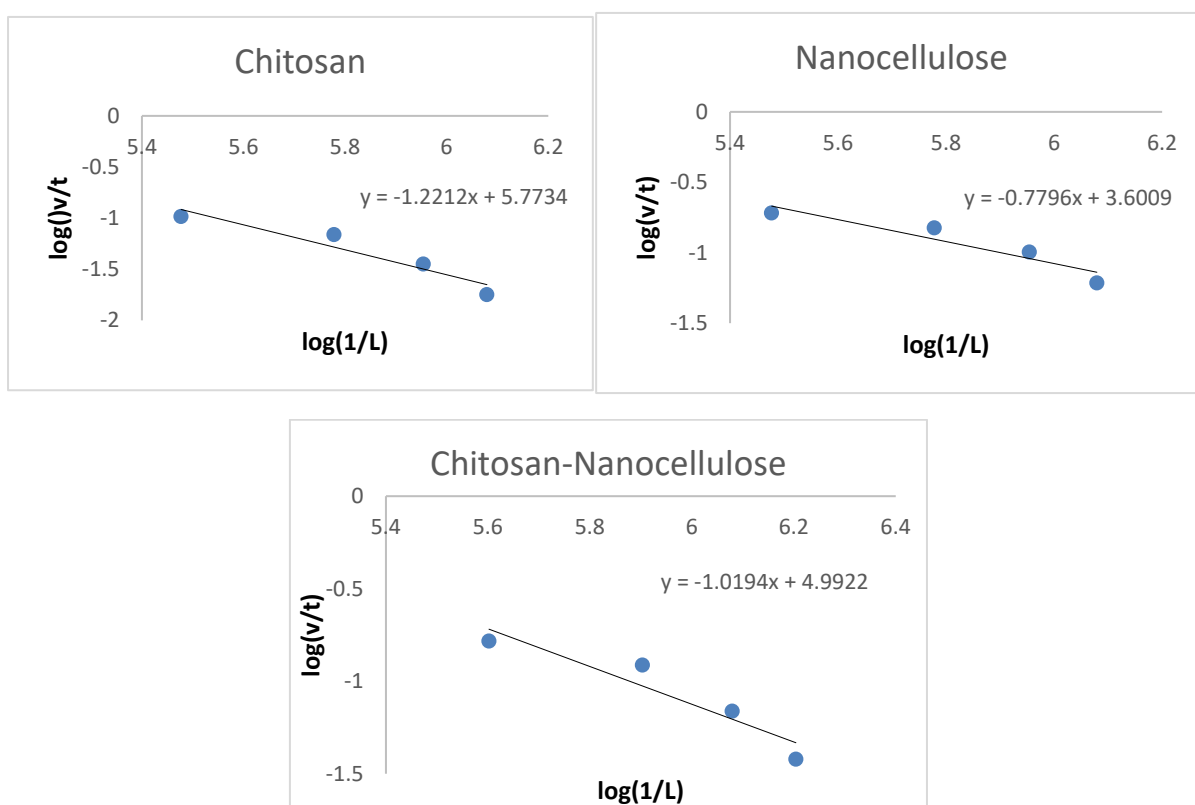 Chitosan
0
5.4 5.6 5.8 6 6.2
-0.5
y = -1.2212x + 5.7734
-1
-1.5
-2
log()v/t
log(1/L)
Nanocellulose
0
5.4 5.6 5.8 6 6.2
-0.5
y = -0.7796x + 3.6009
-1
-1.5
log(v/t)
log(1/L)
Chitosan-Nanocellulose
0
5.4 5.6 5.8 6 6.2 6.4
-0.5
y = -1.0194x + 4.9922
-1
-1.5
log(v/t)
log(1/L)